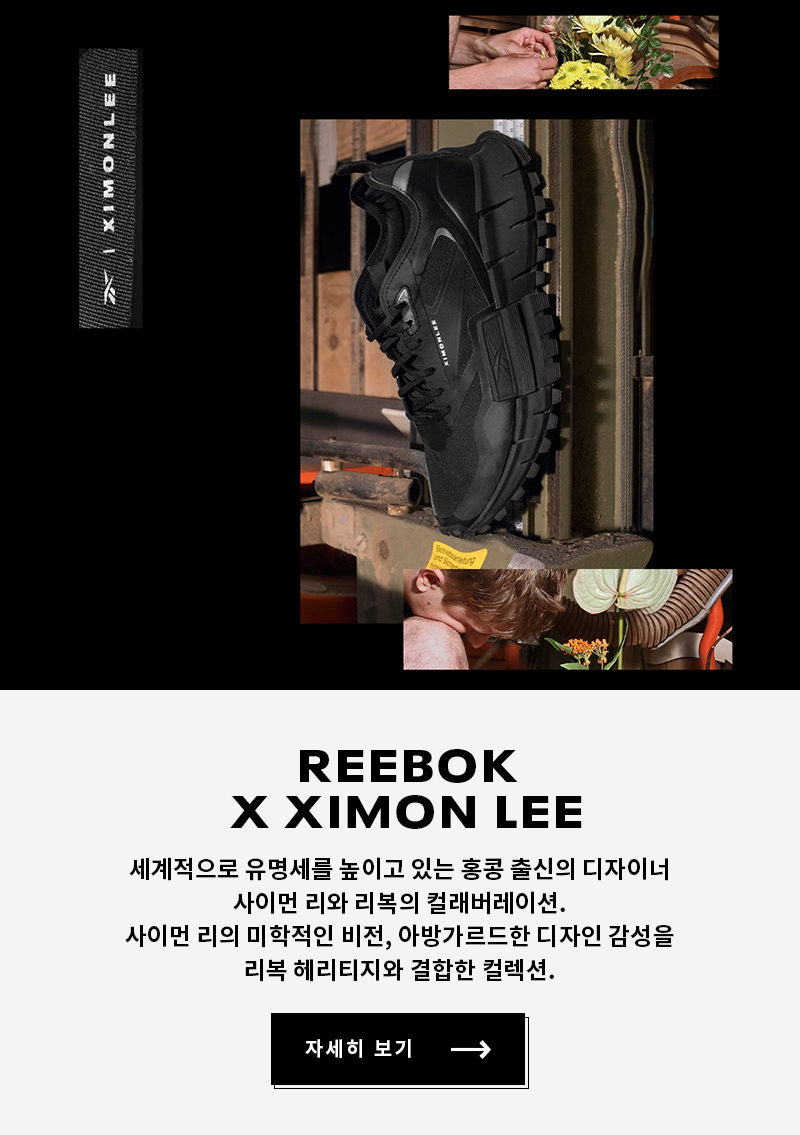 XIMONLEE
XIMONLEE
Betriebsanleitung?
REEBOK
X XIMON LEE
세계적으로 유명세를 높이고 있는 홍콩 출신의 디자이너
사이먼 리와 리복의 컬래버레이션.
사이먼 리의 미학적인 비전, 아방가르드한 디자인 감성을
리복 헤리티지와 결합한 컬렉션.
자세히 보기